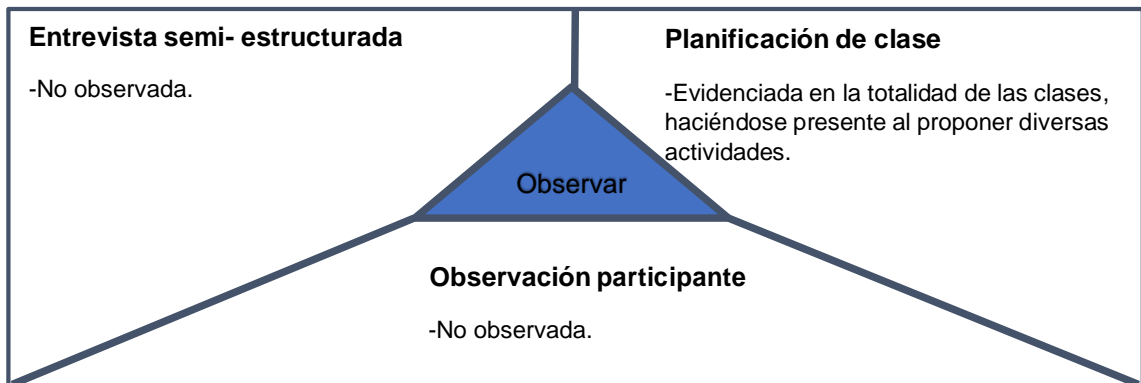 Entrevista semi- estructurada
-No observada.
Planificación de clase
-Evidenciada en la totalidad de las clases,
haciéndose presente al proponer diversas
actividades.
Observar
Observación participante
-No observada.